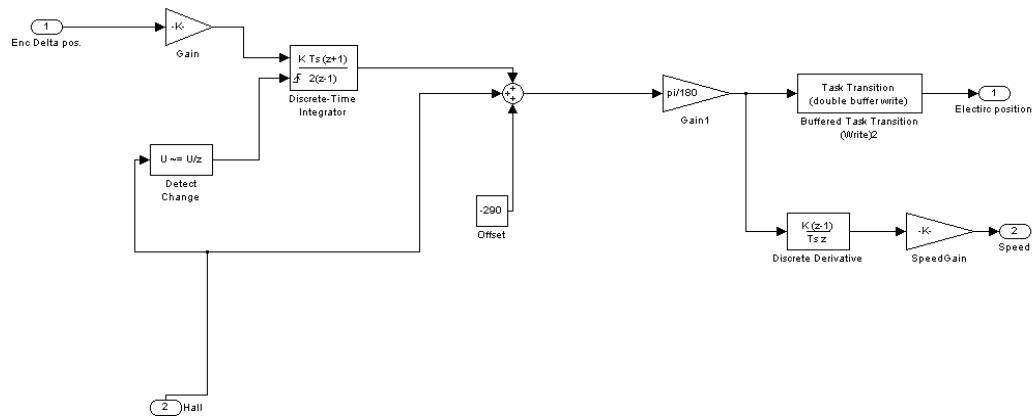 1
Enc Delta pos.
-K-
Gain
K Ts (z+1)
2(z-1)
Discrete-Time
Integrator
U ~= U/z
Detect
Change
+
+
+
-290
Offset
pi/180
Gain1
Task Transition
(double buffer write)
Buffered Task Transition
(Write)2
1
Electirc position
K (z-1)
Ts z
Discrete Derivative
-K-
SpeedGain
2
Speed
2
Hall